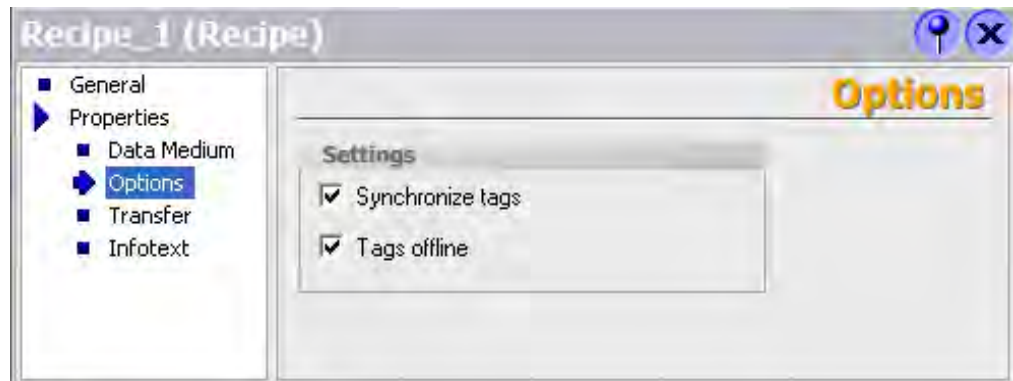 Recipe_1 (Recipe)
General
Properties
Data Medium
Options
Transfer
Infotext
Options
Settings
Synchronize tags
Tags offline